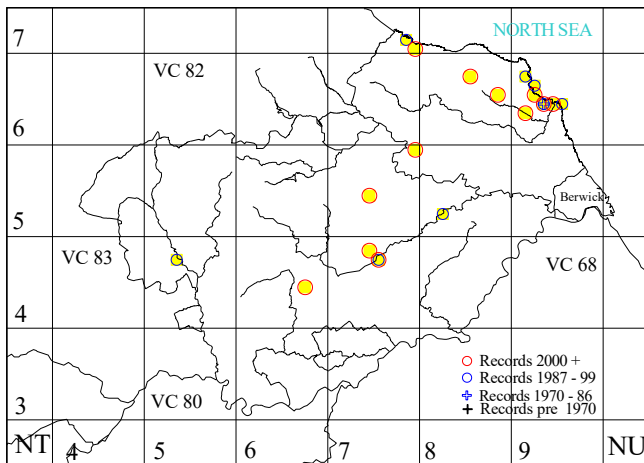 7
NORTH SEA
VC 82
6
Berwick
5
VC 83
VC 68
4
Records 2000 +
Records 1987 - 99
VC 80
Records 1970 - 86
Records pre 1970
3
NT 4 5 6 7 8 9 NU